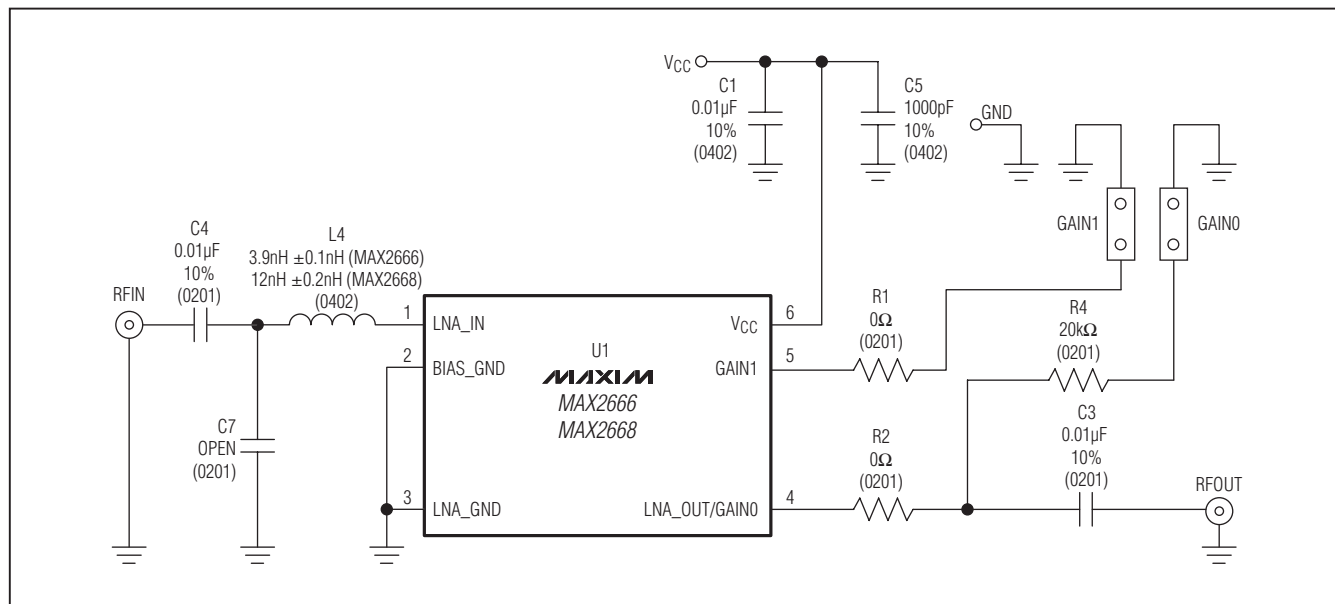 VCC
C1
0.01µF
10%
(0402)
C5
1000pF
10%
(0402)
GND
GAIN1
GAIN0
C4
0.01µF
10%
(0201)
L4
3.9nH ±0.1nH (MAX2666)
12nH ±0.2nH (MAX2668)
(0402)
RFIN
1
LNA_IN
2
BIAS_GND
3
LNA_GND
U1
MAXIM
MAX2666
MAX2668
6
VCC
5
GAIN1
4
LNA_OUT/GAIN0
R1
0Ω
(0201)
R4
20kΩ
(0201)
R2
0Ω
(0201)
C3
0.01µF
10%
(0201)
RFOUT
C7
OPEN
(0201)